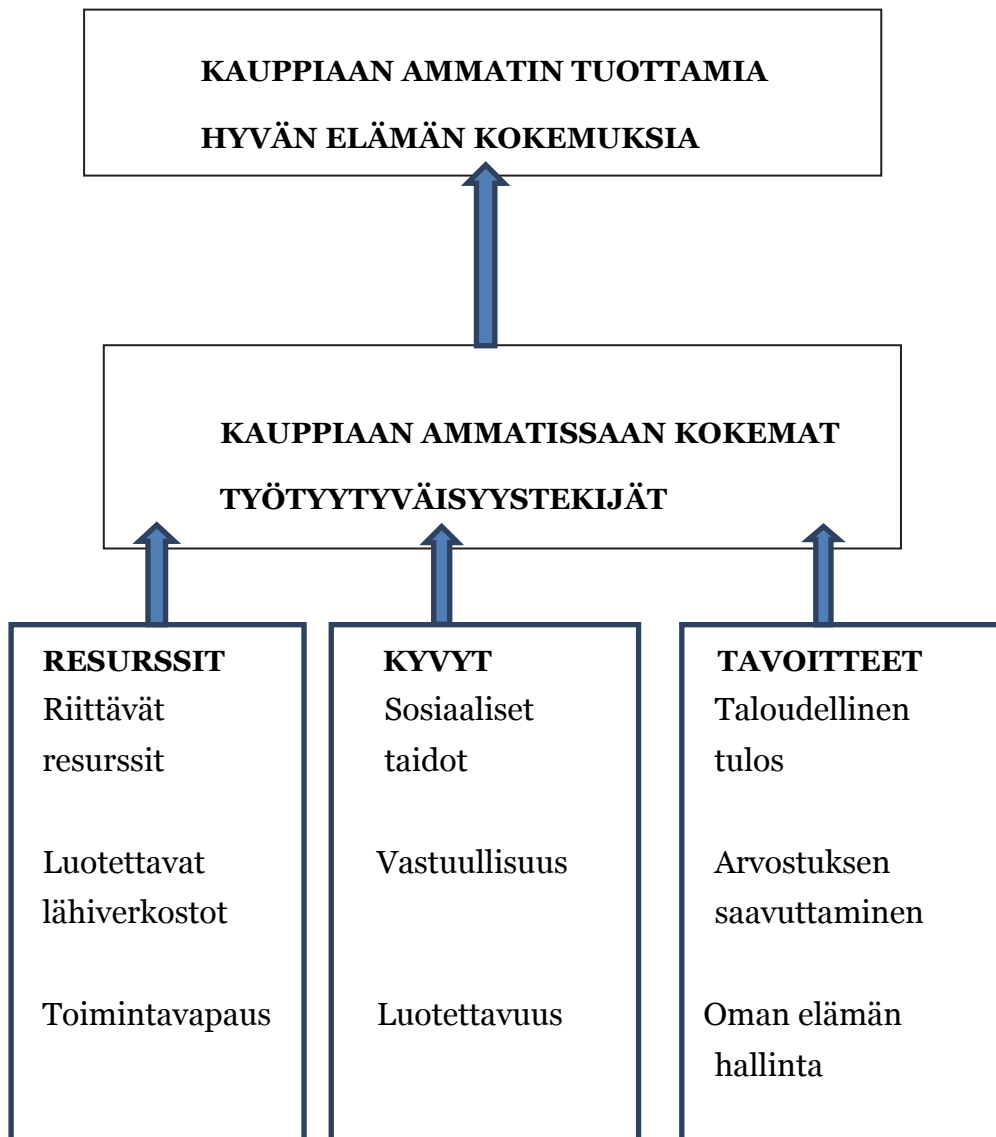 KAUPPIAAN AMMATIN TUOTTAMIA
HYVÄN ELÄMÄN KOKEMUKSIA
KAUPPIAAN AMMATISSAAN KOKEMAT
TYÖTYYTYVÄISYYSTEKIJÄT
RESURSSIT
Riittävät
resurssit
Luotettavat
lähiverkostot
Toimintavapaus
KYVYT
Sosiaaliset
taidot
Vastuullisuus
Luotettavuus
TAVOITTEET
Taloudellinen
tulos
Arvostuksen
saavuttaminen
Oman elämän
hallinta